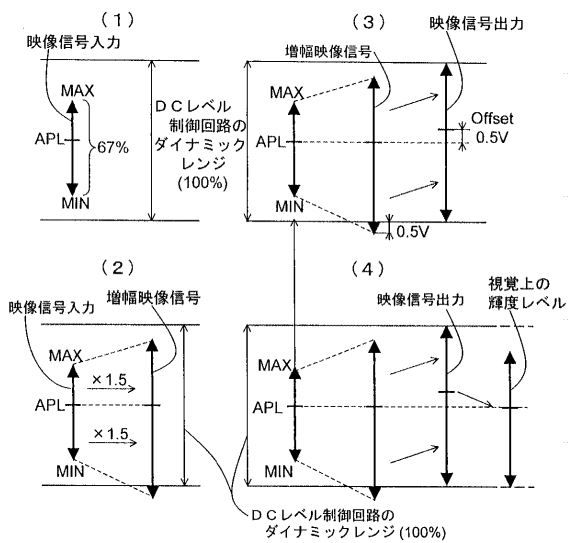 （1）
映像信号入力
MAX
APL
67%
MIN
ＤＣレベル
制御回路の
ダイナミック
レンジ
(100%)
（3）
増幅映像信号
映像信号出力
MAX
APL
MIN
Offset
0.5V
0.5V
（2）
映像信号入力
増幅映像信号
MAX
×1.5
APL
×1.5
MIN
（4）
映像信号出力
視覚上の
輝度レベル
MAX
APL
MIN
ＤＣレベル制御回路の
ダイナミックレンジ(100%)